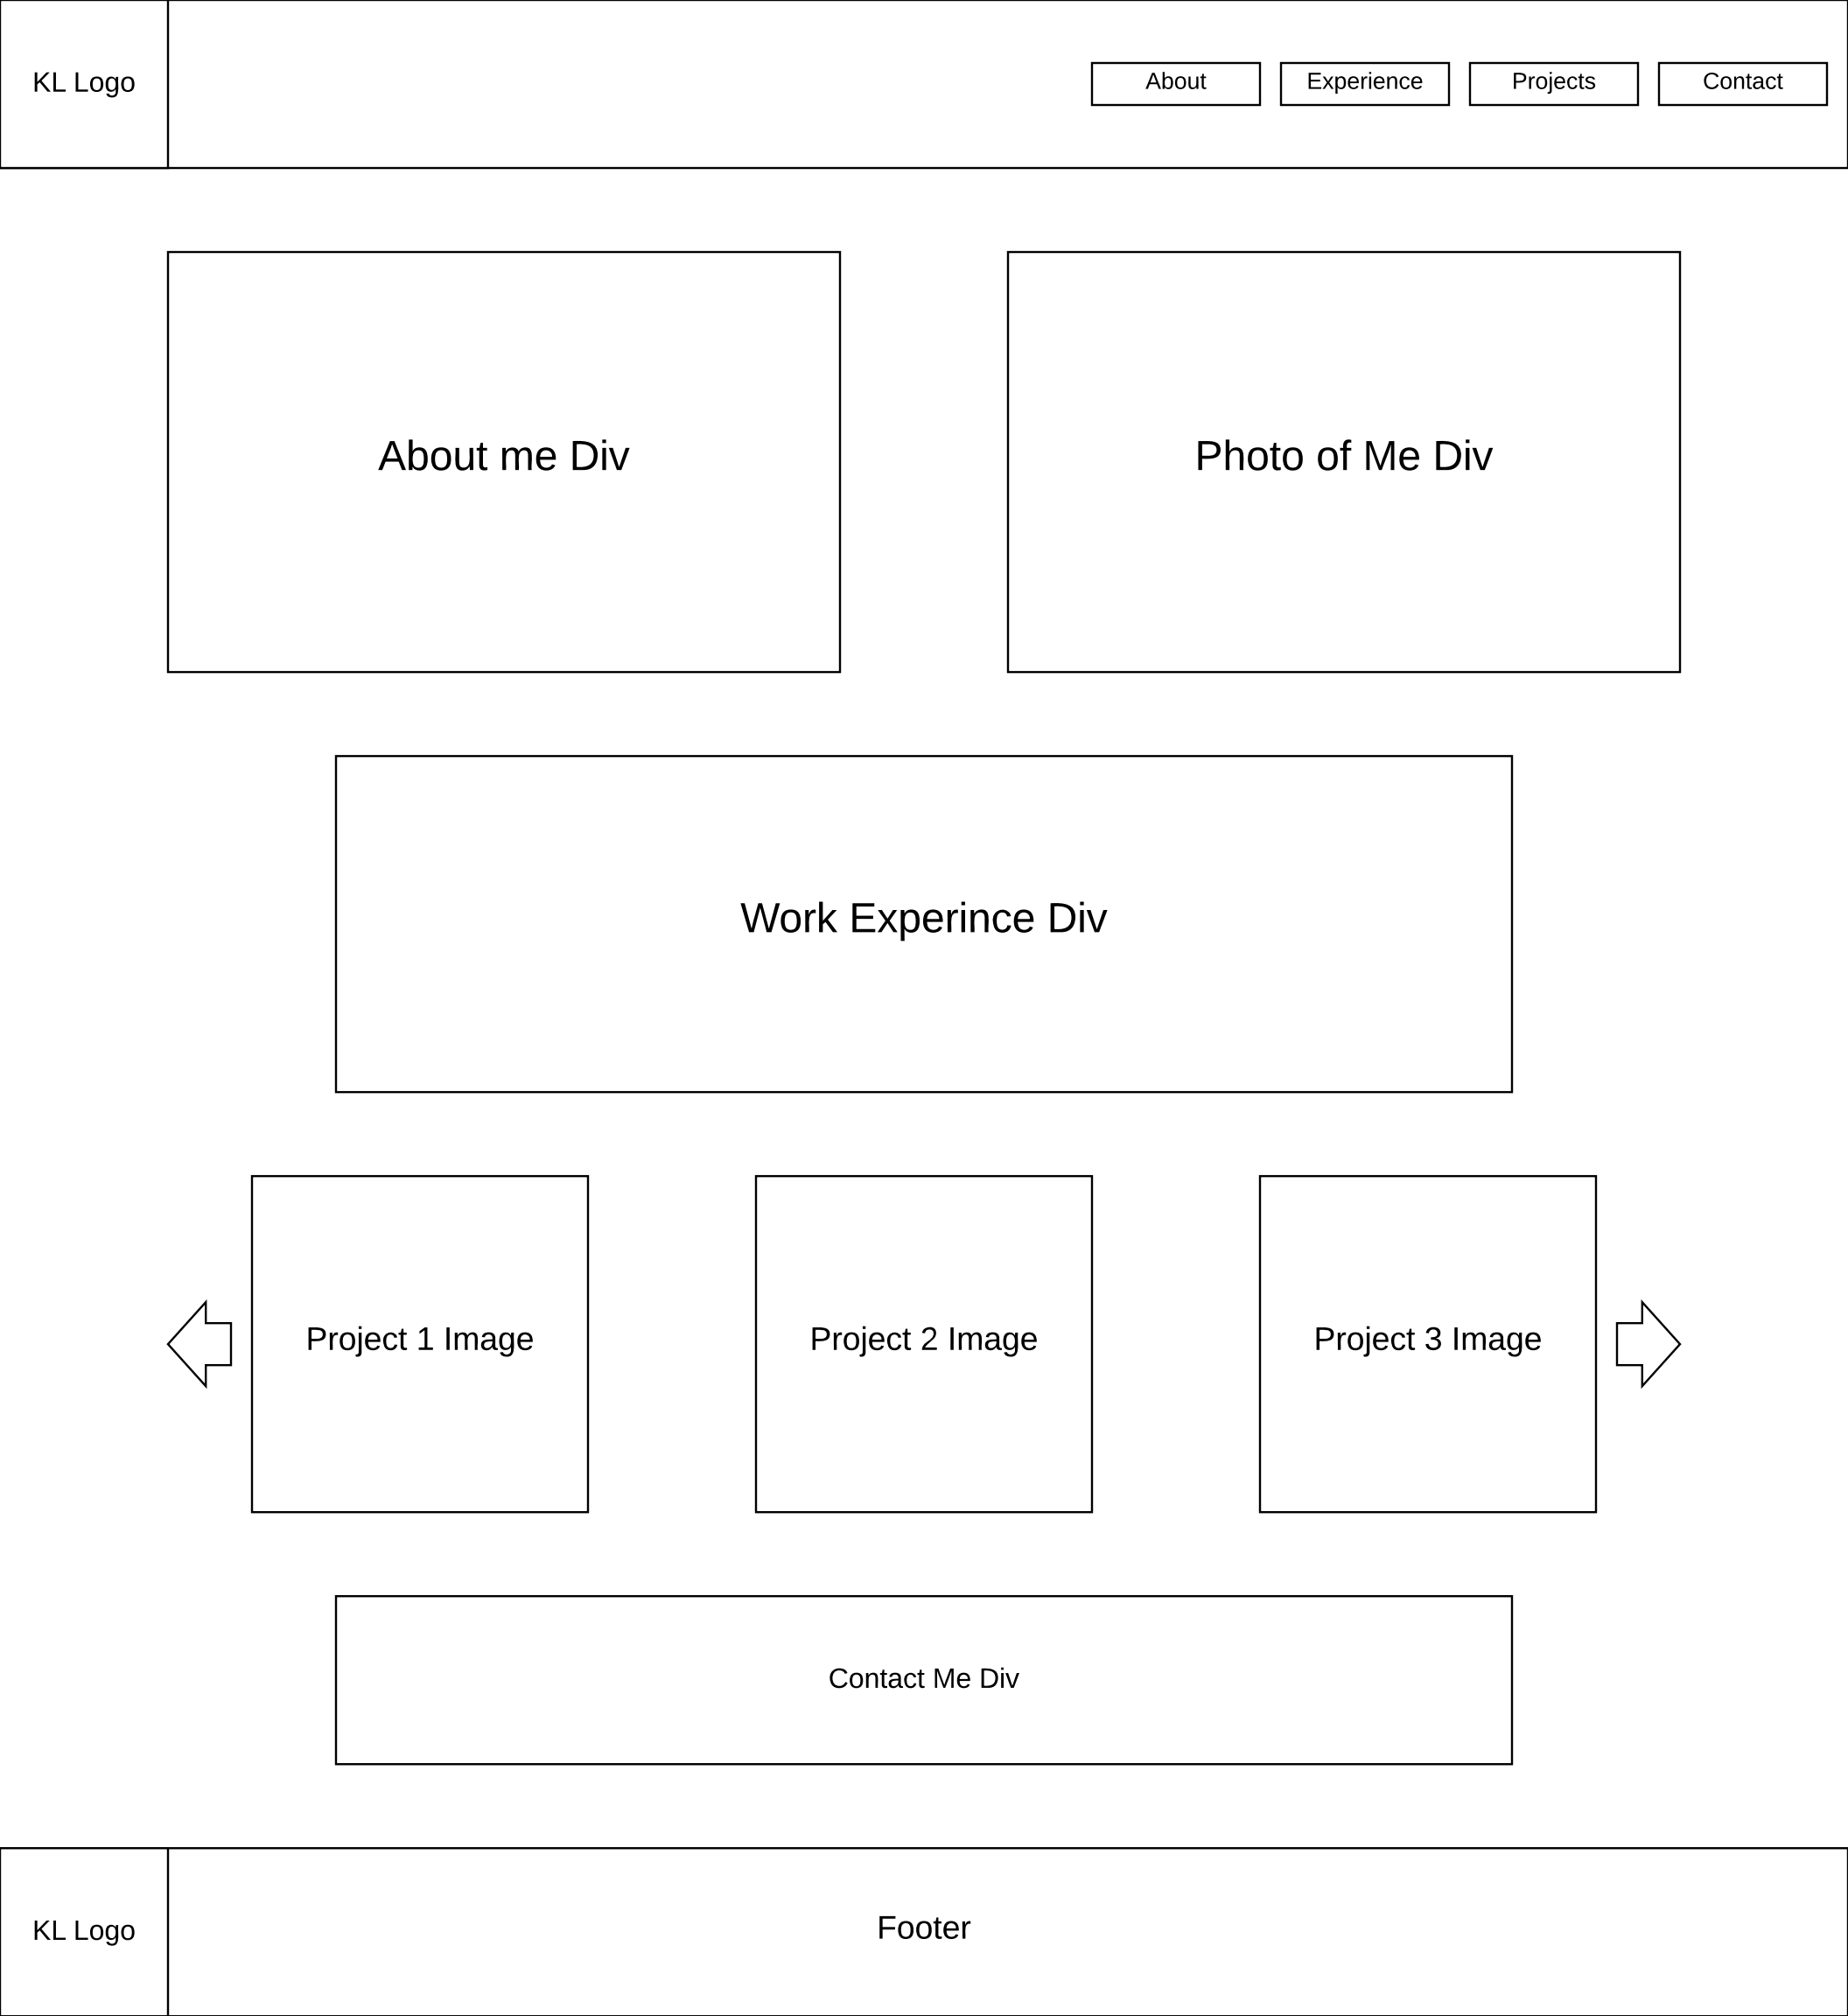 KL Logo
About
Experience
Projects
Contact
About me Div
Photo of Me Div
Work Experince Div
Project 1 Image
Project 2 Image
Project 3 Image
Contact Me Div
KL Logo
Footer